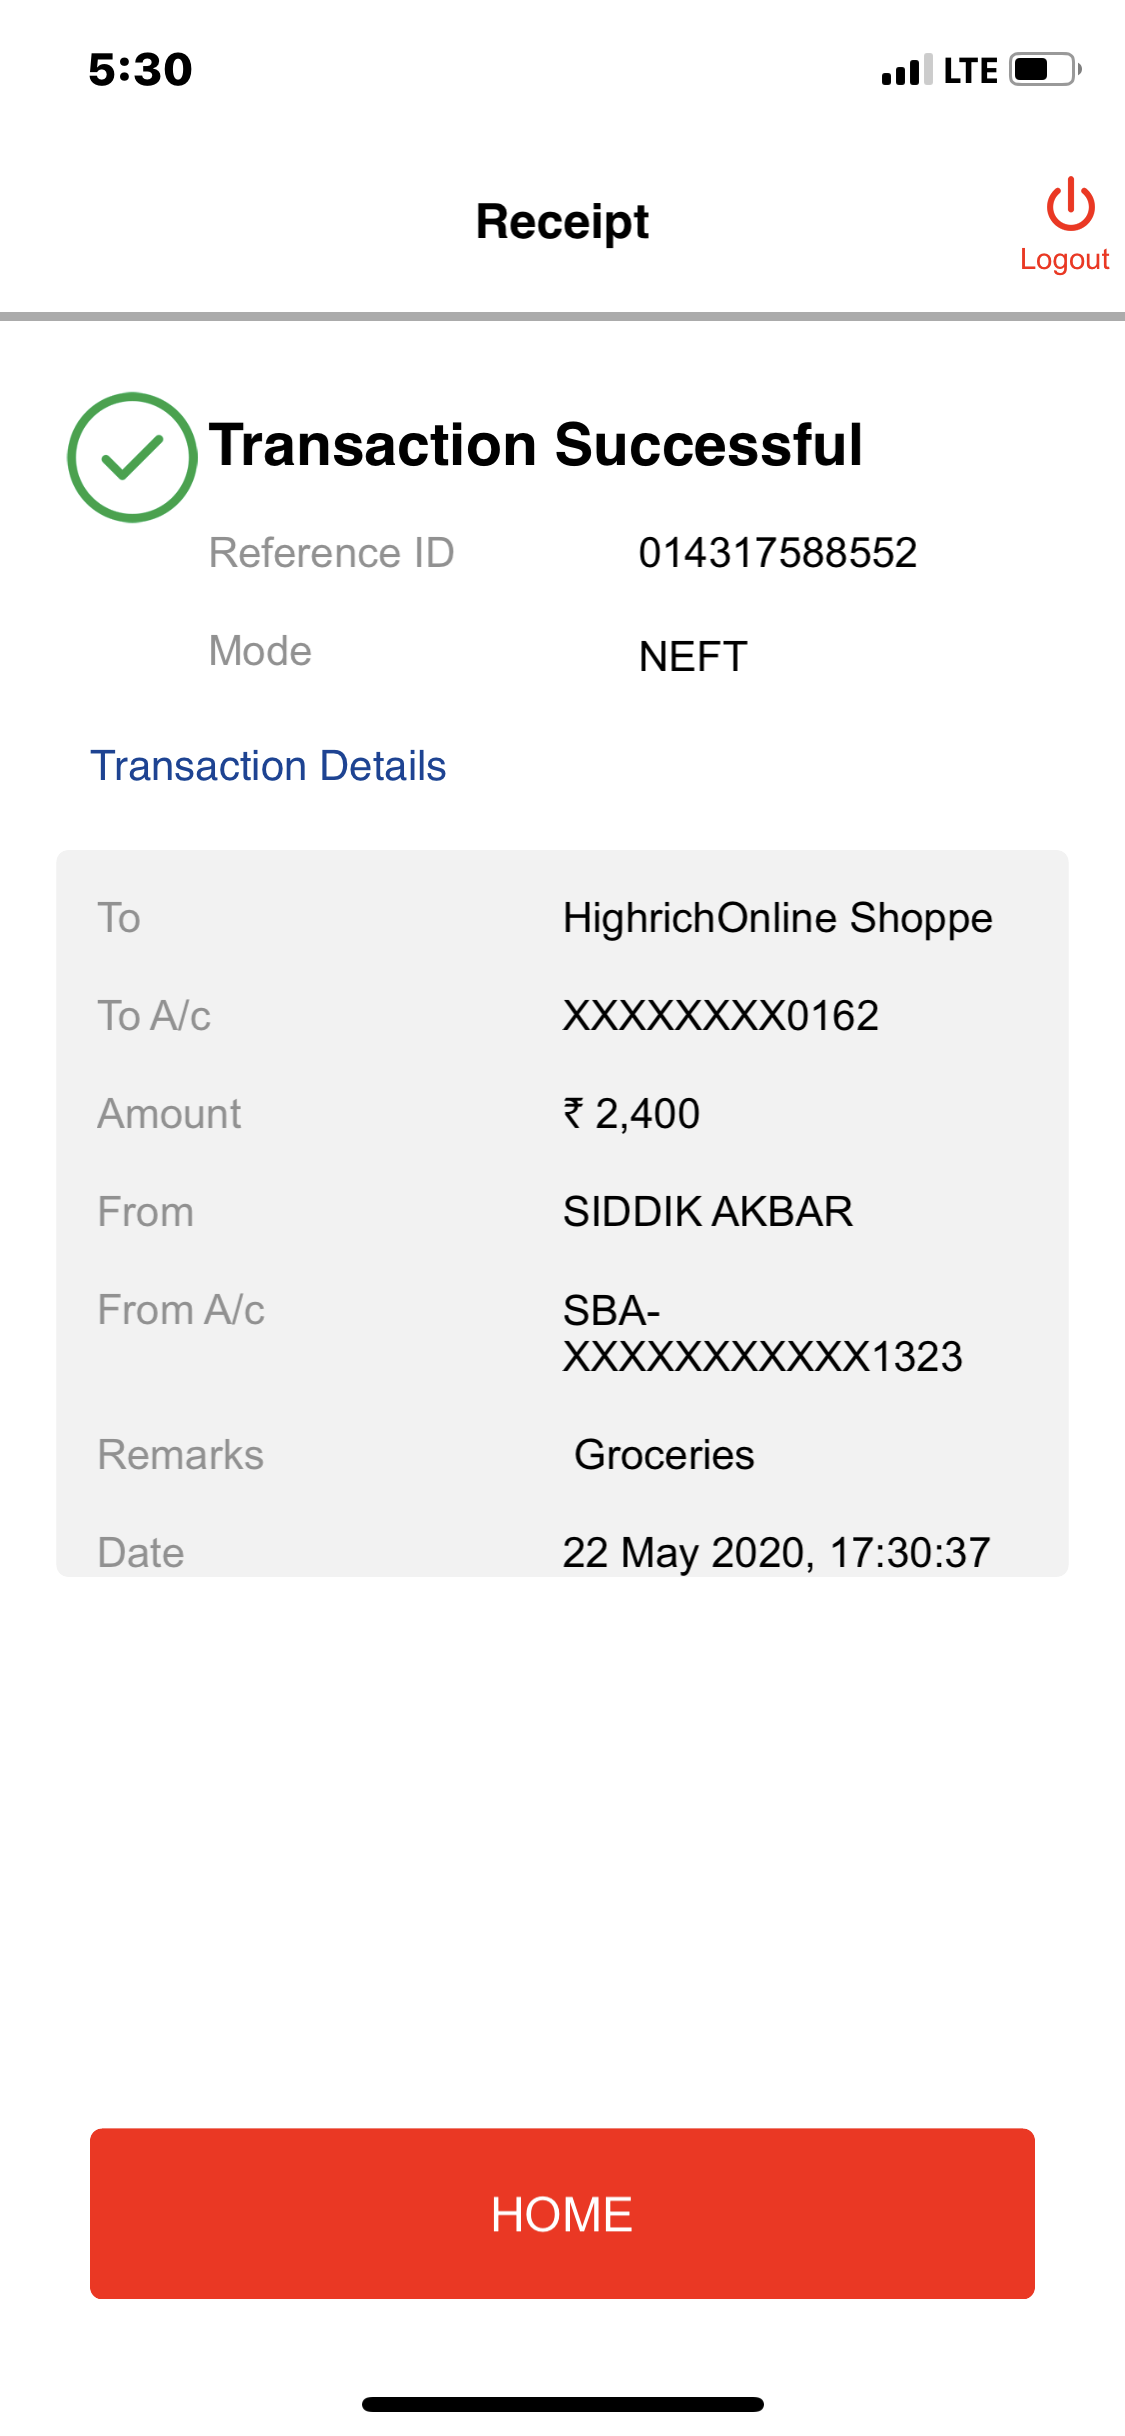 5:30 LTE
Receipt
Logout
Transaction Successful
Reference ID 014317588552
Mode NEFT
Transaction Details
To HighrichOnline Shoppe
To A/c XXXXXXXX0162
Amount ₹ 2,400
From SIDDIK AKBAR
From A/c SBA-
XXXXXXXXXXX1323
Remarks Groceries
Date 22 May 2020, 17:30:37
HOME